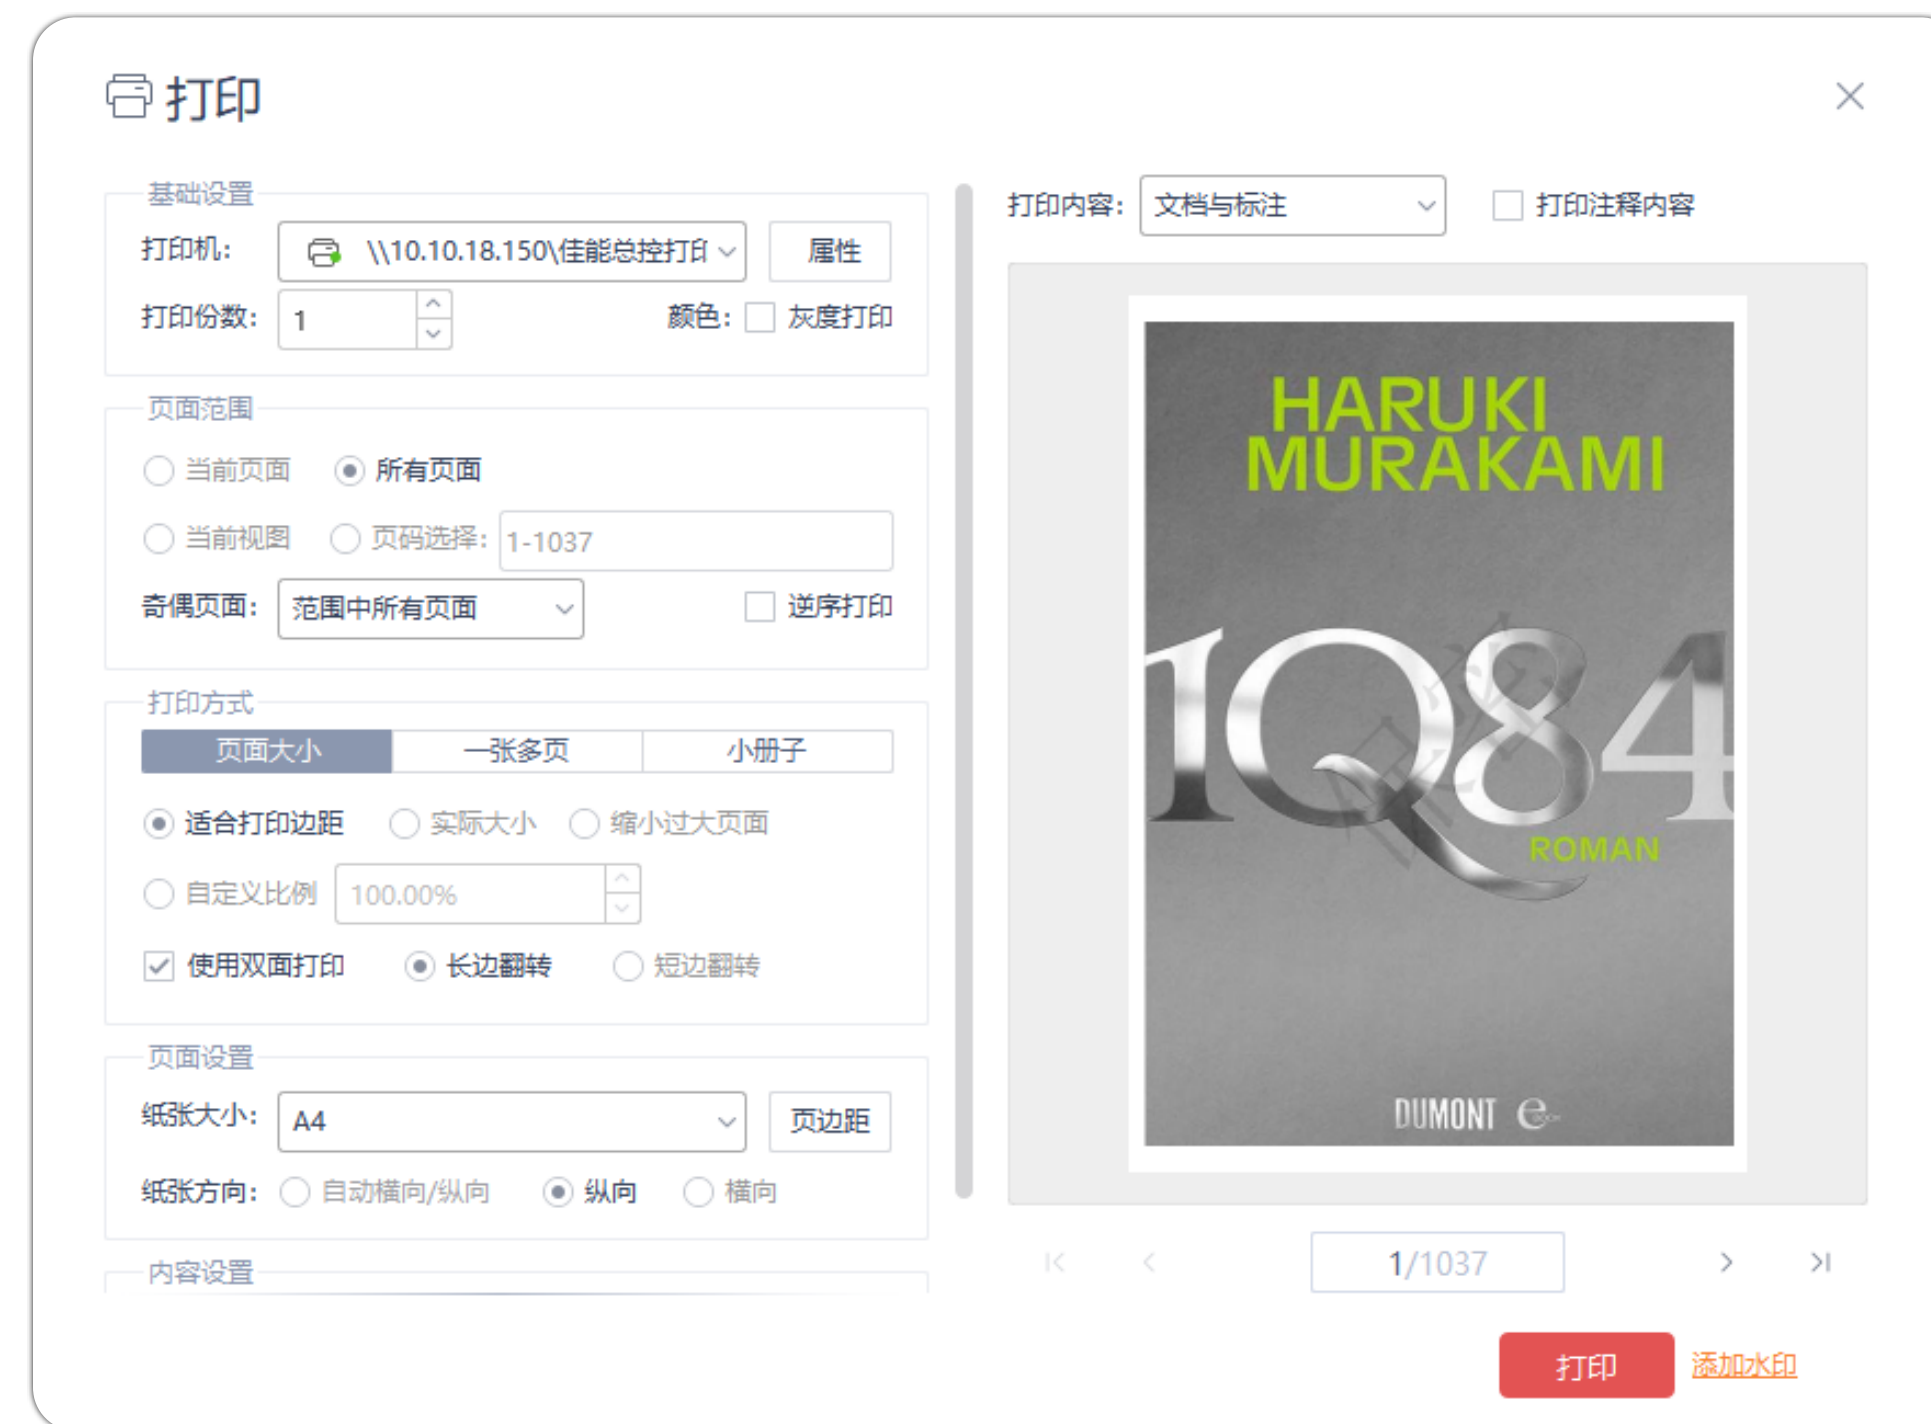 打印
基础设置
打印机: \\10.10.18.150\佳能总控打印 属性
打印份数: 1 颜色: 灰度打印
页面范围
当前页面 所有页面
当前视图 页码选择: 1-1037
奇偶页面: 范围中所有页面 逆序打印
打印方式
页面大小 一张多页 小册子
适合打印边距 实际大小 缩小过大页面
自定义比例 100.00%
使用双面打印 长边翻转 短边翻转
页面设置
纸张大小: A4 页边距
纸张方向: 自动横向/纵向 纵向 横向
内容设置
打印内容: 文档与标注 打印注释内容
HARUKI
MURAKAMI
1Q84
ROMAN
DUMONT
1/1037
打印 添加水印